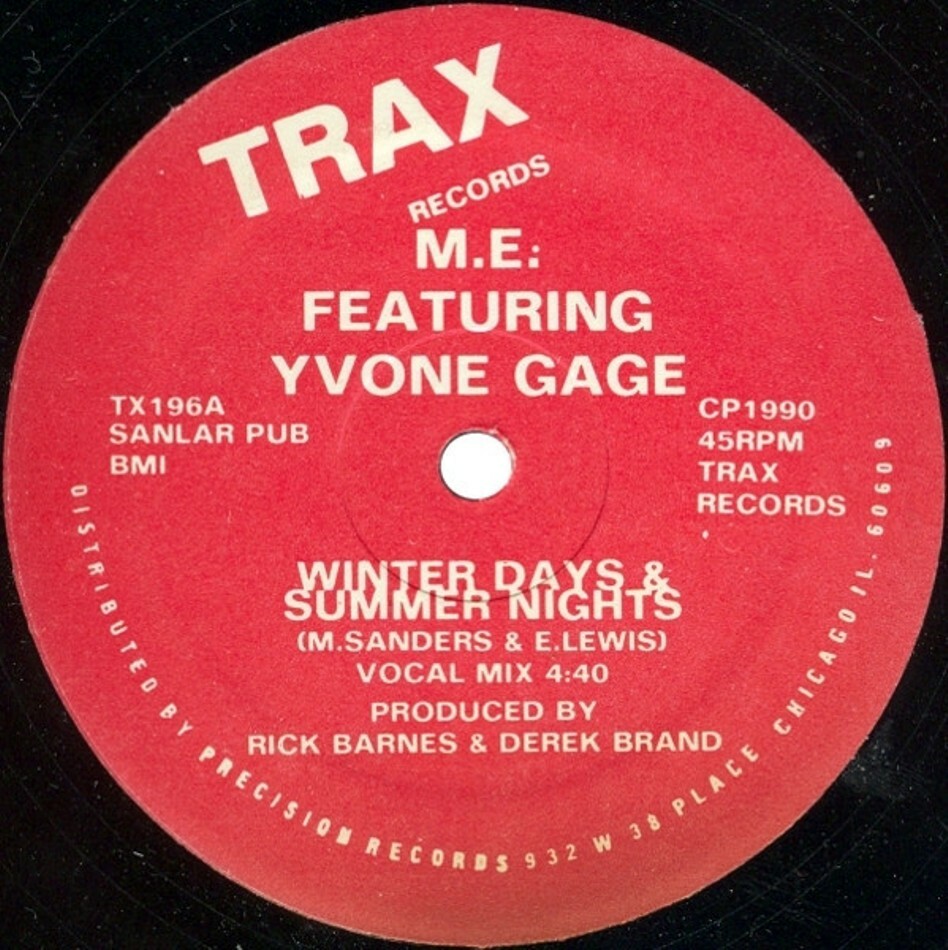 TRAX
RECORDS
M.E:
FEATURING
YVONE GAGE
TX196A
SANLAR PUB
BMI
CP1990
45RPM
TRAX
RECORDS
WINTER DAYS &
SUMMER NIGHTS
(M.SANDERS & E.LEWIS)
VOCAL MIX 4:40
PRODUCED BY
RICK BARNES & DEREK BRAND
DISTRIBUTED BY PRECISION RECORDS 932 W 38 PLACE CHICAGO IL. 60609